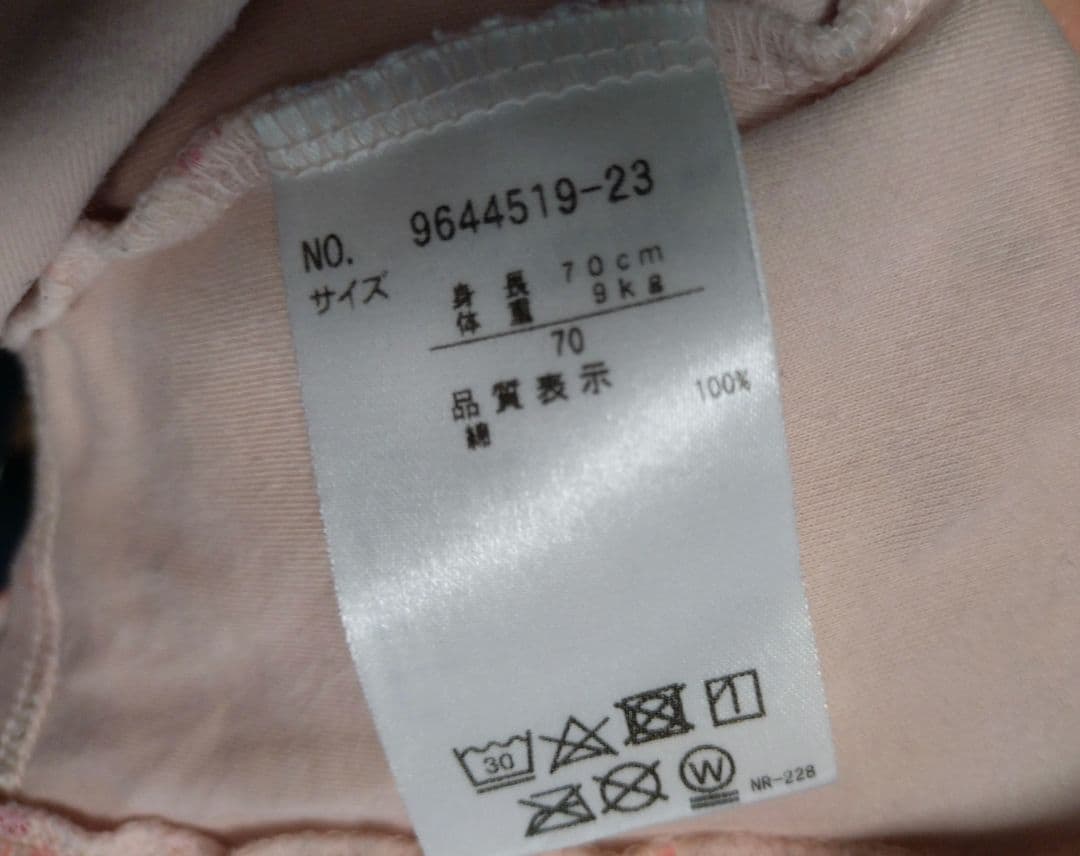 NO. 9644519-23
サイズ 身長 70cm
体重 9kg
70
品質表示
綿 100%
30
W NR-228